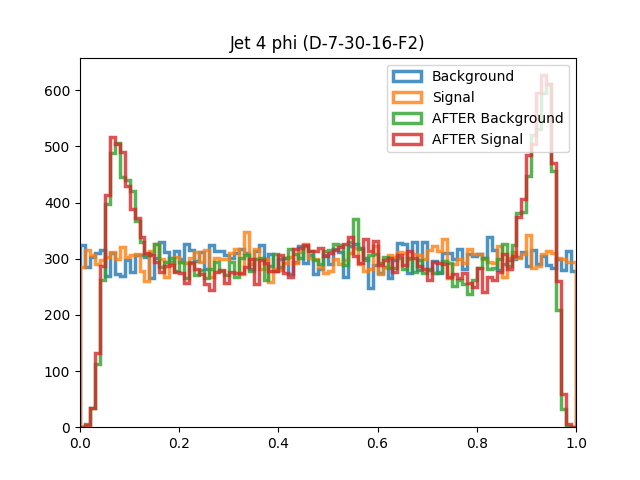 Jet 4 phi (D-7-30-16-F2)
Background
Signal
AFTER Background
AFTER Signal
600
500
400
300
200
100
0
0.0 0.2 0.4 0.6 0.8 1.0